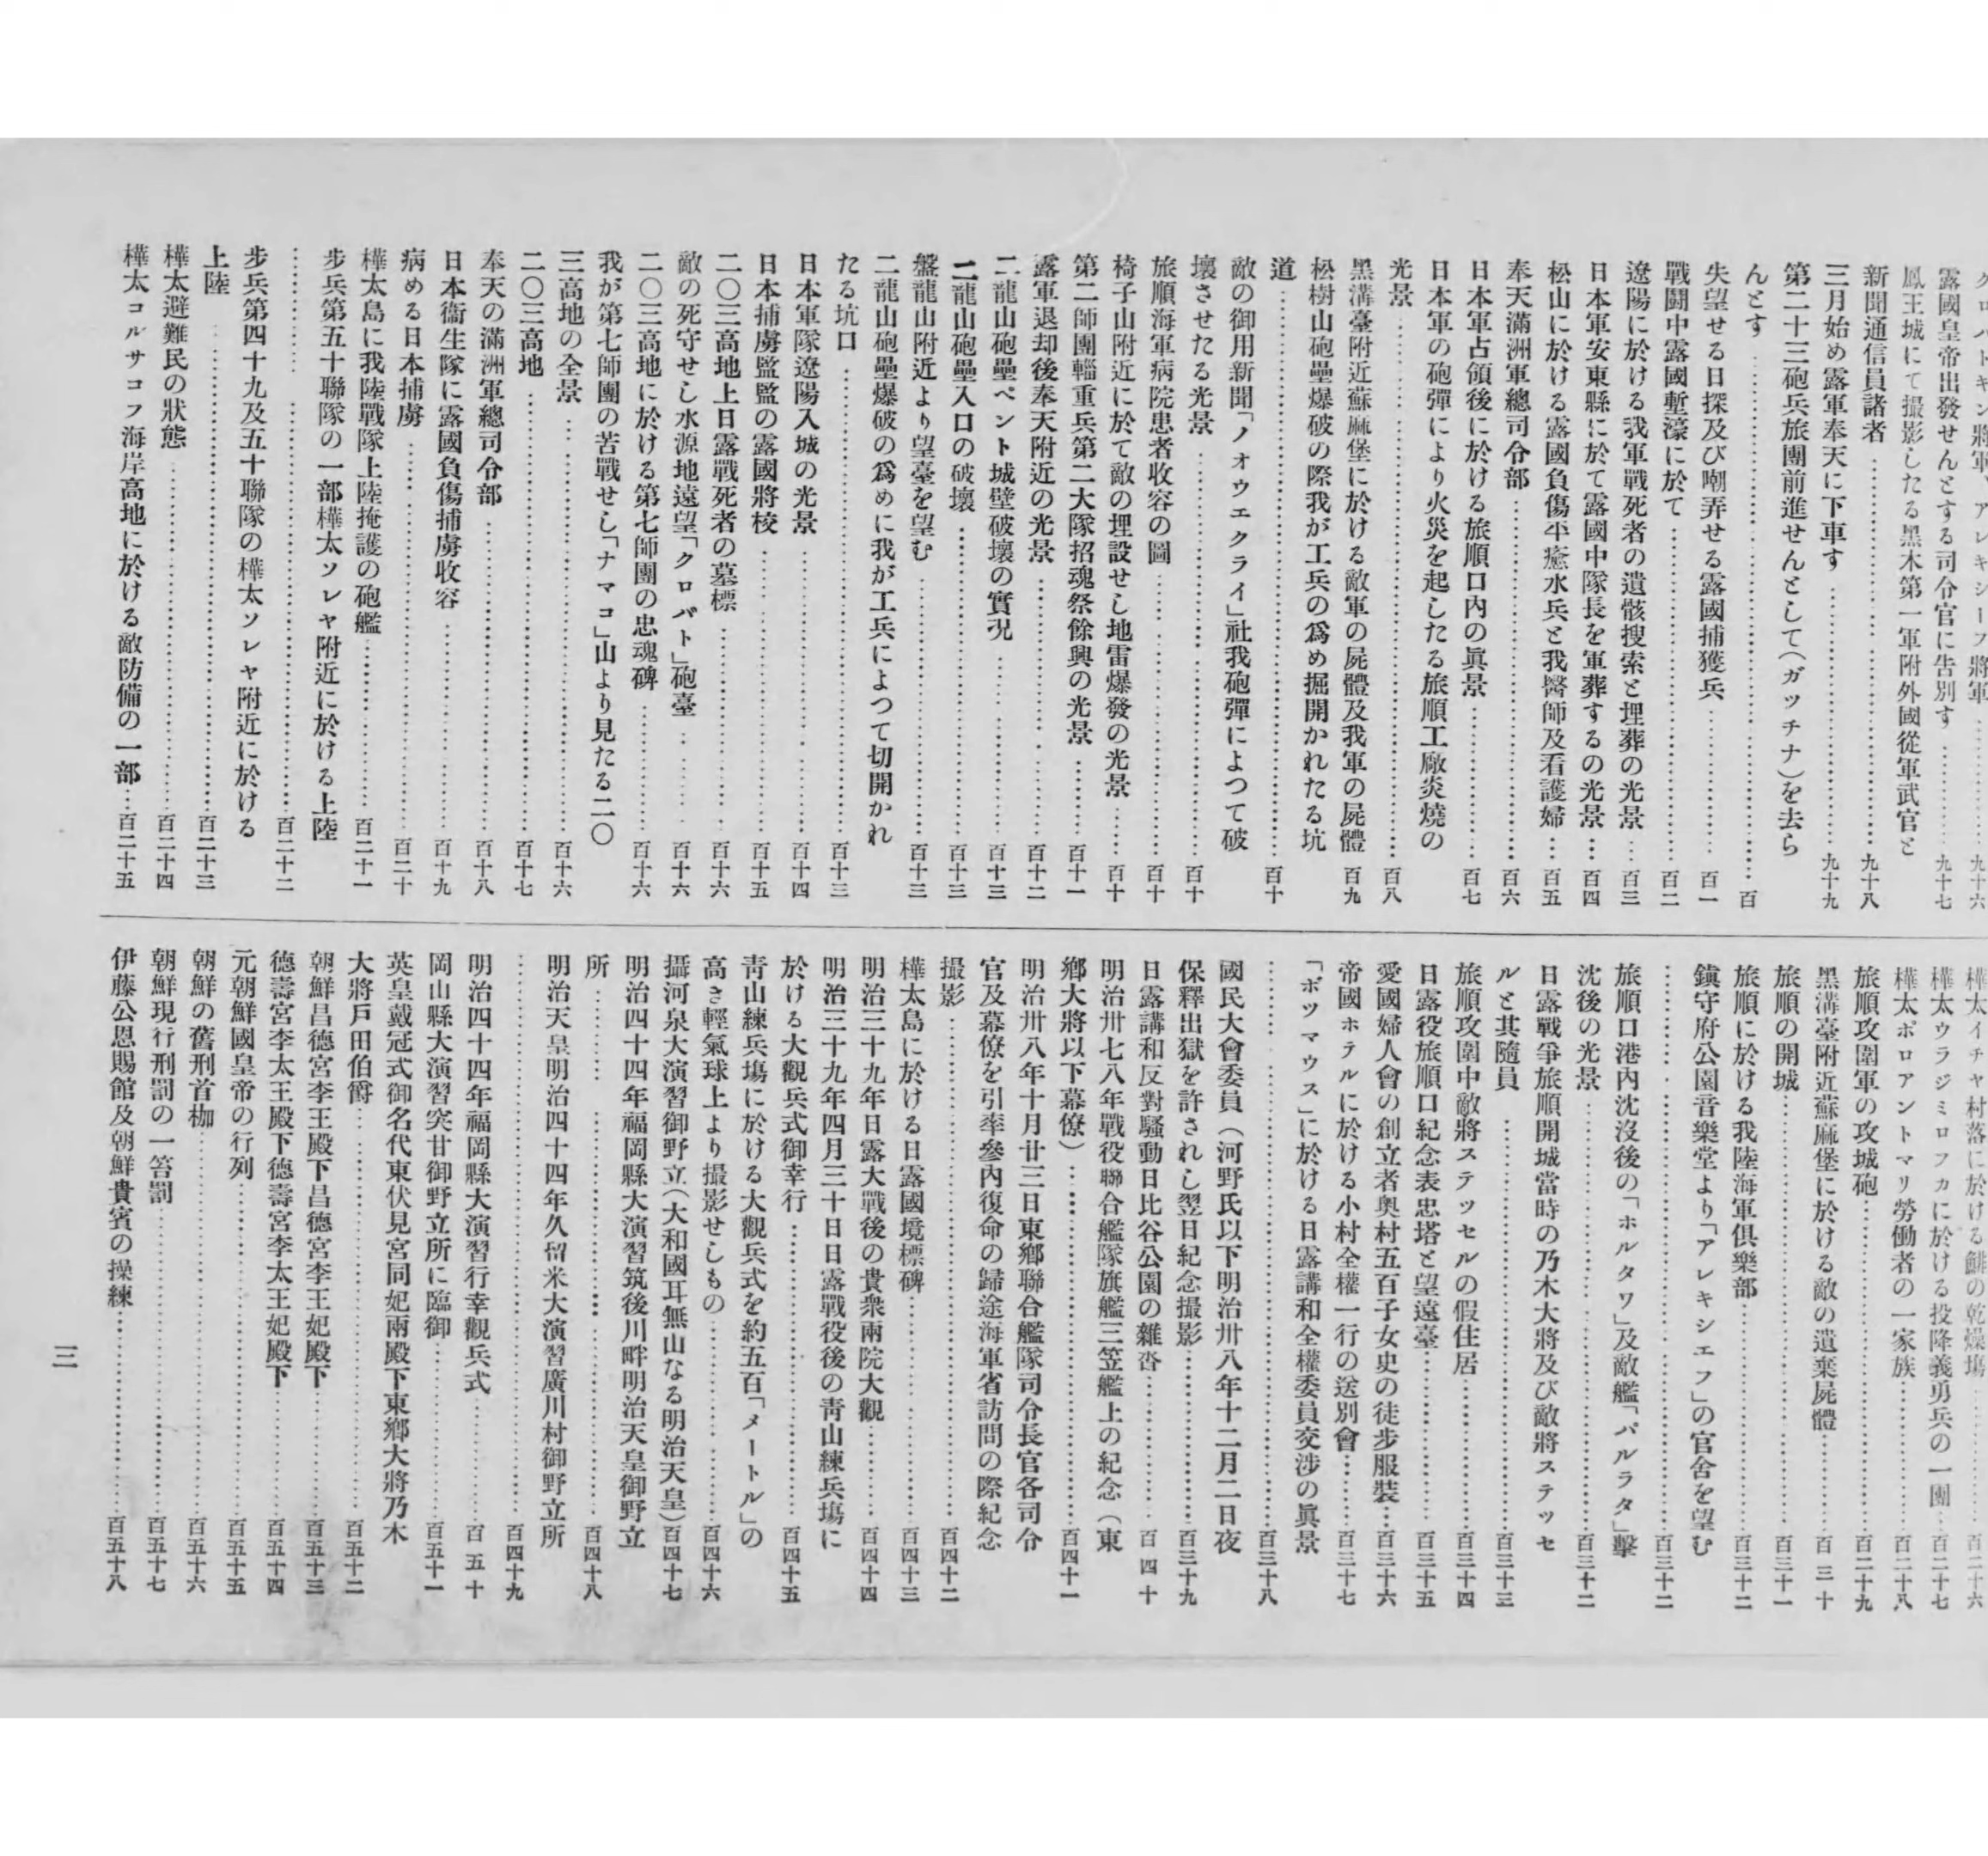 クロパトキン將軍、アレキシーフ將軍………九十六
露國皇帝出發せんとする司令官に告別す………九十七
鳳王城にて撮影したる黑木第一軍附外國從軍武官と
新聞通信員諸者………九十八
三月始め露軍奉天に下車す………九十九
第二十三砲兵旅團前進せんとして(ガッチナ)を去ら
んとす………百
失望せる日探及び嘲弄せる露國捕獲兵………百一
戰鬪中露國塹濠に於て………百二
遼陽に於ける我軍戰死者の遺骸搜索と埋葬の光景…百三
日本軍安東縣に於て露國中隊長を軍葬するの光景…百四
松山に於ける露國負傷平癒水兵と我醫師及看護婦…百五
奉天滿洲軍總司令部………百六
日本軍占領後に於ける旅順口內の眞景………百七
日本軍の砲彈により火災を起したる旅順工廠炎燒の
光景………百八
黑溝臺附近蘇麻堡に於ける敵軍の屍體及我軍の屍體 百九
松樹山砲壘爆破の際我が工兵の爲め掘開かれたる坑
道………百十
敵の御用新聞「ノオウエクライ」社我砲彈によつて破
壞させたる光景………百十
旅順海軍病院患者收容の圖………百十
椅子山附近に於て敵の埋設せし地雷爆發の光景……百十
第二師團輜重兵第二大隊招魂祭餘興の光景………百十一
露軍退却後奉天附近の光景………百十二
二龍山砲壘ペント城壁破壞の實況………百十三
二龍山砲壘入口の破壞………百十三
盤龍山附近より望臺を望む………百十三
二龍山砲壘爆破の爲めに我が工兵によつて切開かれ
たる坑口………百十三
日本軍隊遼陽入城の光景………百十四
日本捕虜監監の露國將校………百十五
二〇三高地上日露戰死者の墓標………百十六
敵の死守せし水源地遠望「クロパト」砲臺………百十六
二〇三高地に於ける第七師團の忠魂碑………百十六
我が第七師團の苦戰せし「ナマコ」山より見たる二〇
三高地の全景………百十六
二〇三高地………百十七
奉天の滿洲軍總司令部………百十八
日本衞生隊に露國負傷捕虜收容………百十九
病める日本捕虜………百二十
樺太島に我陸戰隊上陸掩護の砲艦………百二十一
步兵第五十聯隊の一部樺太ソレヤ附近に於ける上陸
………百二十二
步兵第四十九及五十聯隊の樺太ソレヤ附近に於ける
上陸………百二十三
樺太避難民の狀態………百二十四
樺太コルサコフ海岸高地に於ける敵防備の一部…百二十五
樺太イチャ村落に於ける鯡の乾燥塲………百二十六
樺太ウラジミロフカに於ける投降義勇兵の一團…百二十七
樺太ポロアントマリ勞働者の一家族………百二十八
旅順攻圍軍の攻城砲………百二十九
黑溝臺附近蘇麻堡に於ける敵の遺棄屍體………百三十
旅順の開城………百三十一
旅順に於ける我陸海軍俱樂部………百三十二
鎭守府公園音樂堂より「アレキシエフ」の官舍を望む
………百三十二
旅順口港內沈沒後の「ホルタワ」及敵艦「パルラタ」擊
沈後の光景………百三十二
日露戰爭旅順開城當時の乃木大將及び敵將ステッセ
ルと其隨員………百三十三
旅順攻圍中敵將ステッセルの假住居………百三十四
日露役旅順口紀念表忠塔と望遠臺………百三十五
愛國婦人會の創立者奧村五百子女史の徒步服裝…百三十六
帝國ホテルに於ける小村全權一行の送別會………百三十七
「ポツマウス」に於ける日露講和全權委員交涉の眞景
………百三十八
國民大會委員(河野氏以下明治卅八年十二月二日夜
保釋出獄を許されし翌日紀念撮影………百三十九
日露講和反對騷動日比谷公園の雜沓………百四十
明治卅七八年戰役聯合艦隊旗艦三笠艦上の紀念(東
鄕大將以下幕僚)………百四十一
明治卅八年十月廿三日東鄕聯合艦隊司令長官各司令
官及幕僚を引率參內復命の歸途海軍省訪問の際紀念
撮影………百四十二
樺太島に於ける日露國境標碑………百四十三
明治三十九年日露大戰後の貴衆兩院大觀………百四十四
明治三十九年四月三十日日露戰役後の靑山練兵塲に
於ける大觀兵式御幸行………百四十五
靑山練兵塲に於ける大觀兵式を約五百「メートル」の
高さ輕氣球上より撮影せしもの………百四十六
攝河泉大演習御野立(大和國耳無山なる明治天皇)百四十七
明治四十四年福岡縣大演習筑後川畔明治天皇御野立
所………百四十八
明治天皇明治四十四年久留米大演習廣川村御野立所
………百四十九
明治四十四年福岡縣大演習行幸觀兵式………百五十
岡山縣大演習突廿御野立所に臨御………百五十一
英皇戴冠式御名代東伏見宮同妃兩殿下東鄕大將乃木
大將戶田伯爵………百五十二
朝鮮昌德宮李王殿下昌德宮李王妃殿下………百五十三
德壽宮李太王殿下德壽宮李太王妃殿下………百五十四
元朝鮮國皇帝の行列………百五十五
朝鮮の舊刑首枷………百五十六
朝鮮現行刑罰の一笞罰………百五十七
伊藤公恩賜館及朝鮮貴賓の操練………百五十八
三